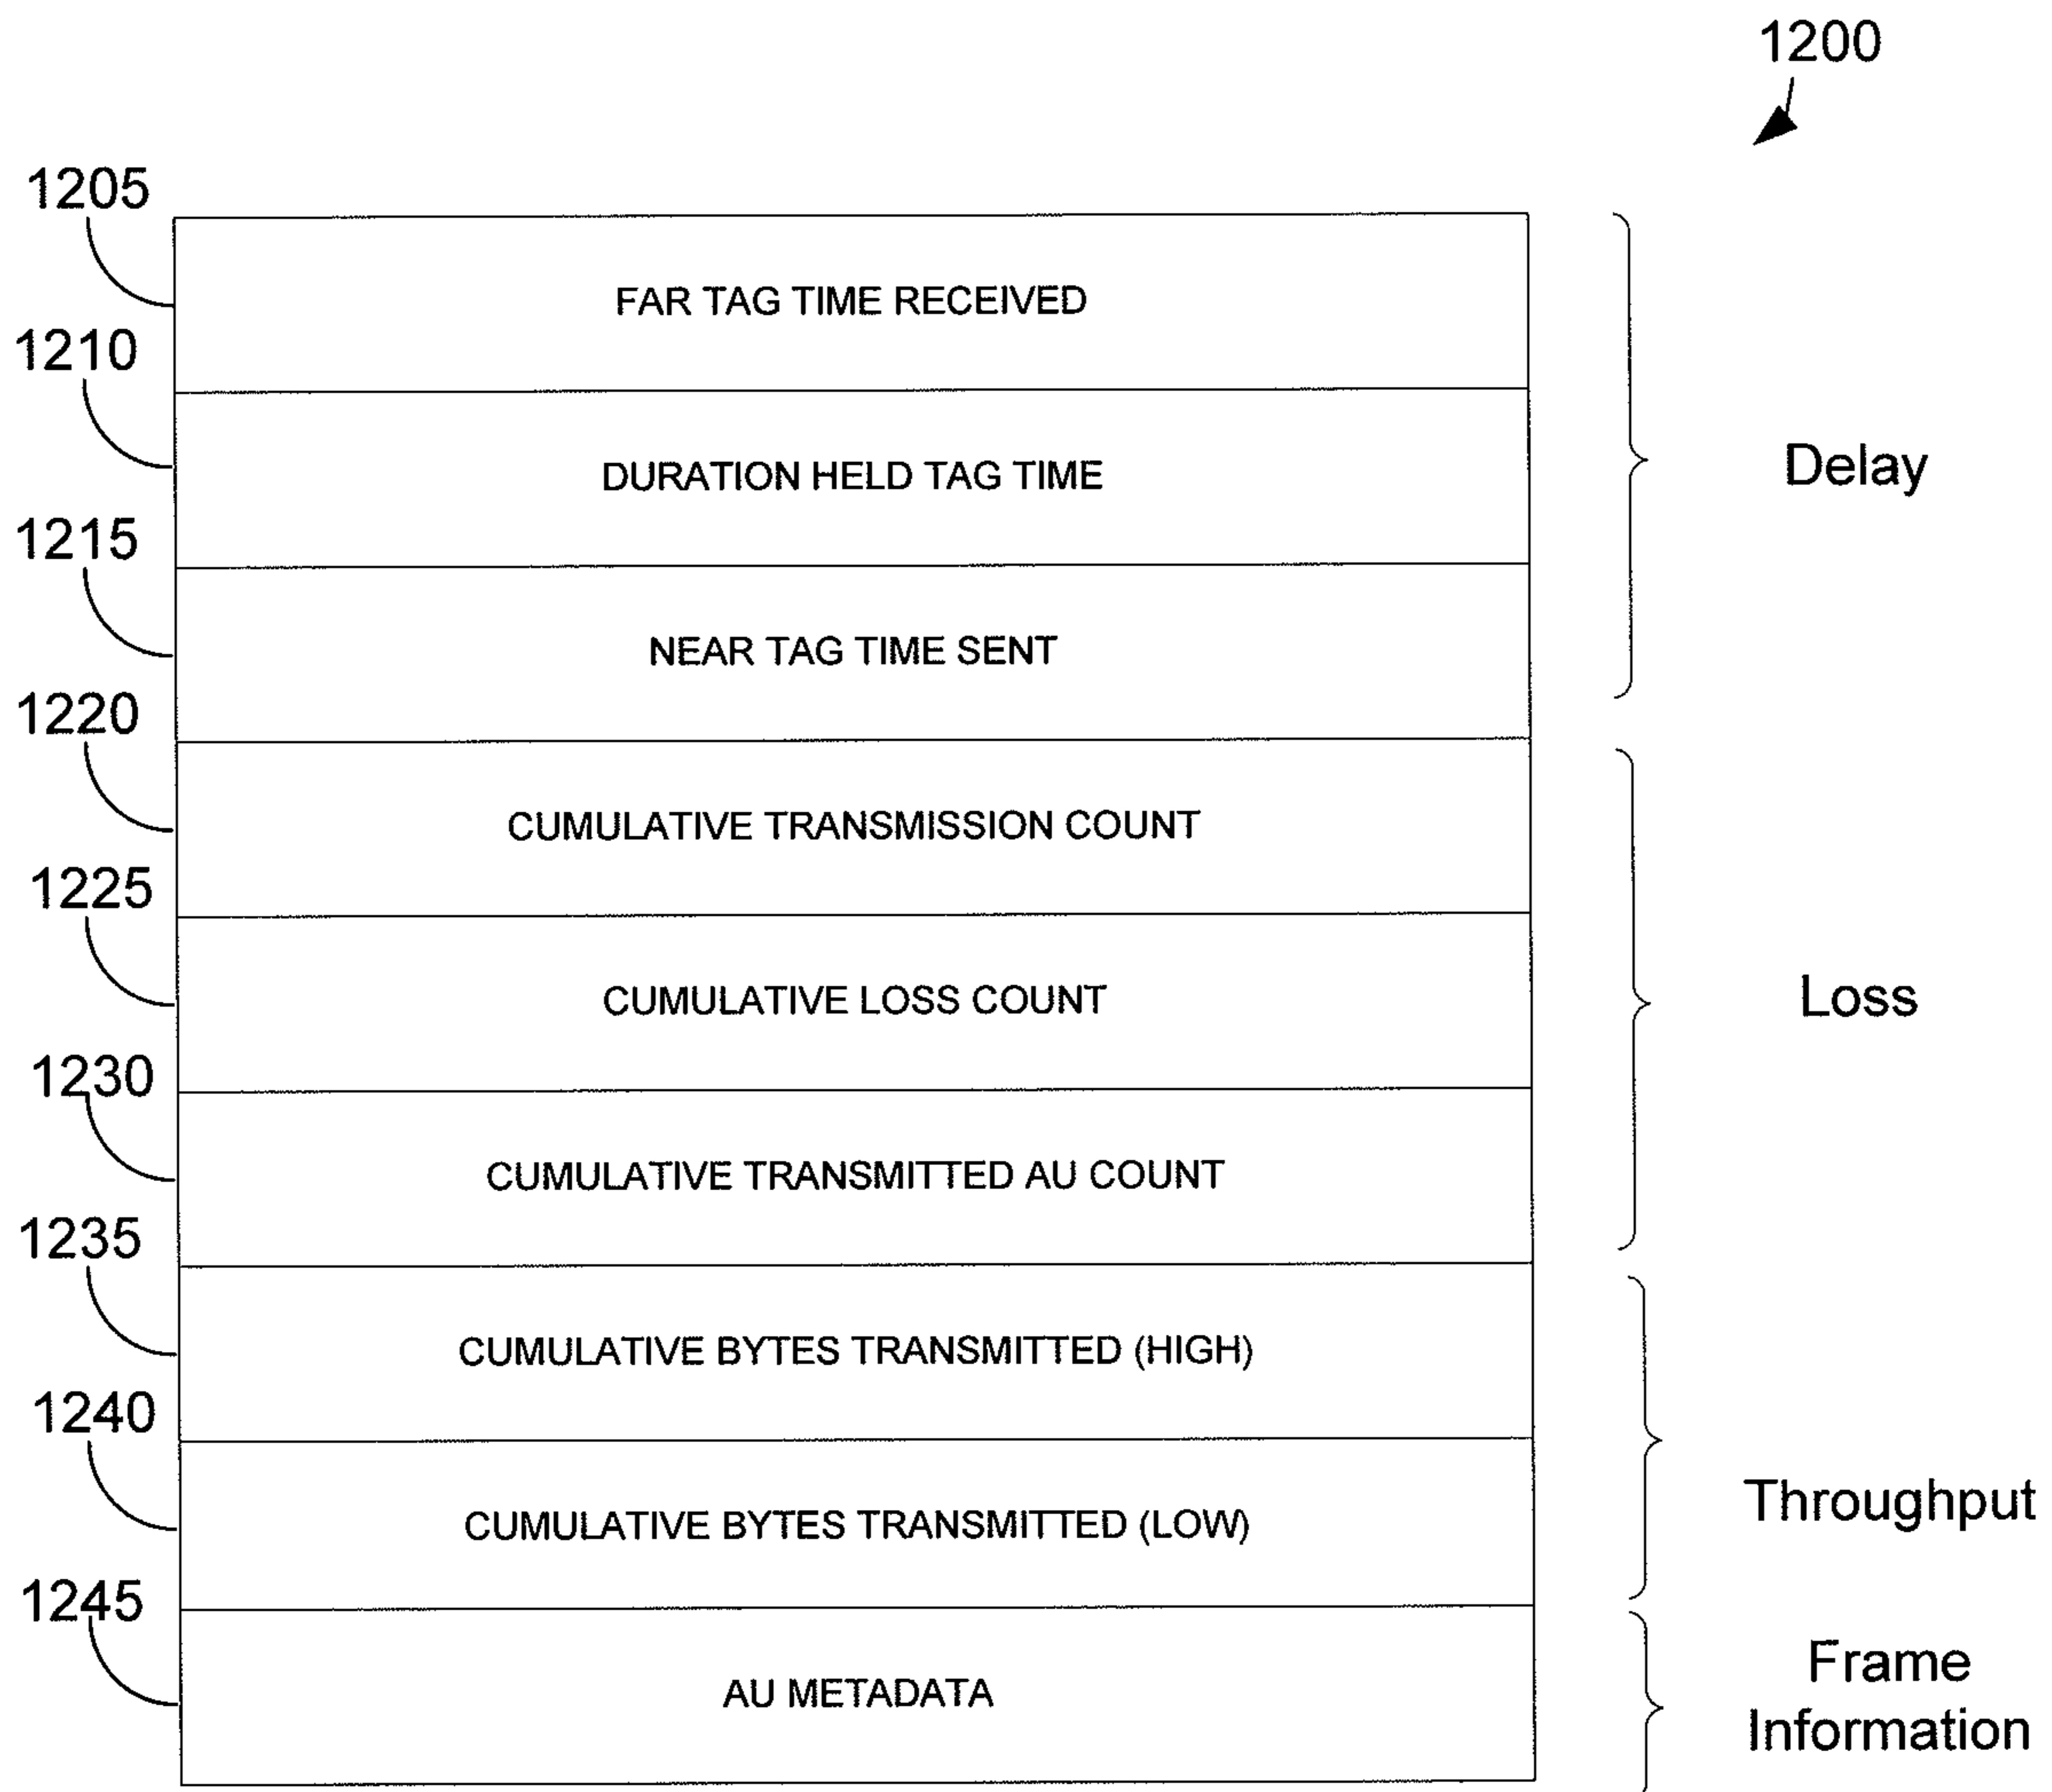 1200
1205
FAR TAG TIME RECEIVED
1210
DURATION HELD TAG TIME
Delay
1215
NEAR TAG TIME SENT
1220
CUMULATIVE TRANSMISSION COUNT
1225
CUMULATIVE LOSS COUNT
Loss
1230
CUMULATIVE TRANSMITTED AU COUNT
1235
CUMULATIVE BYTES TRANSMITTED (HIGH)
1240
CUMULATIVE BYTES TRANSMITTED (LOW)
Throughput
1245
AU METADATA
Frame
Information